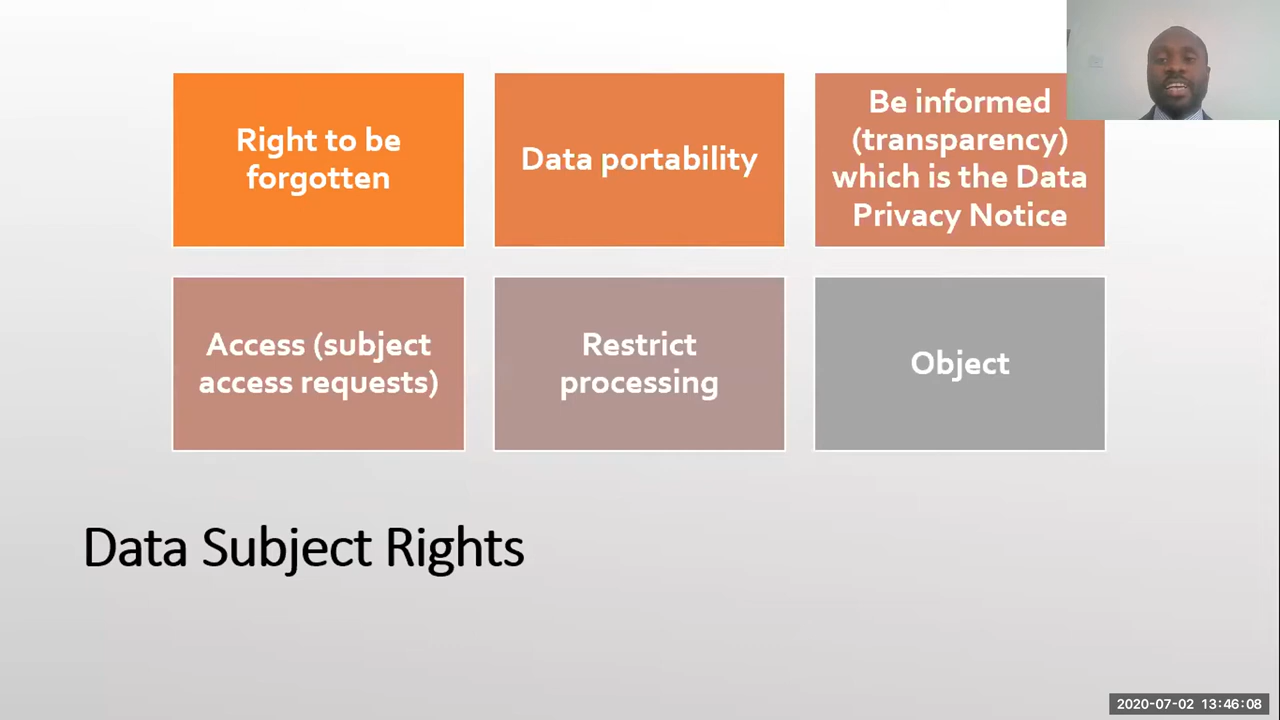 Right to be
forgotten
Data portability
Be informed
(transparency)
which is the Data
Privacy Notice
Access (subject
access requests)
Restrict
processing
Object
Data Subject Rights
2020-07-02 13:46:08